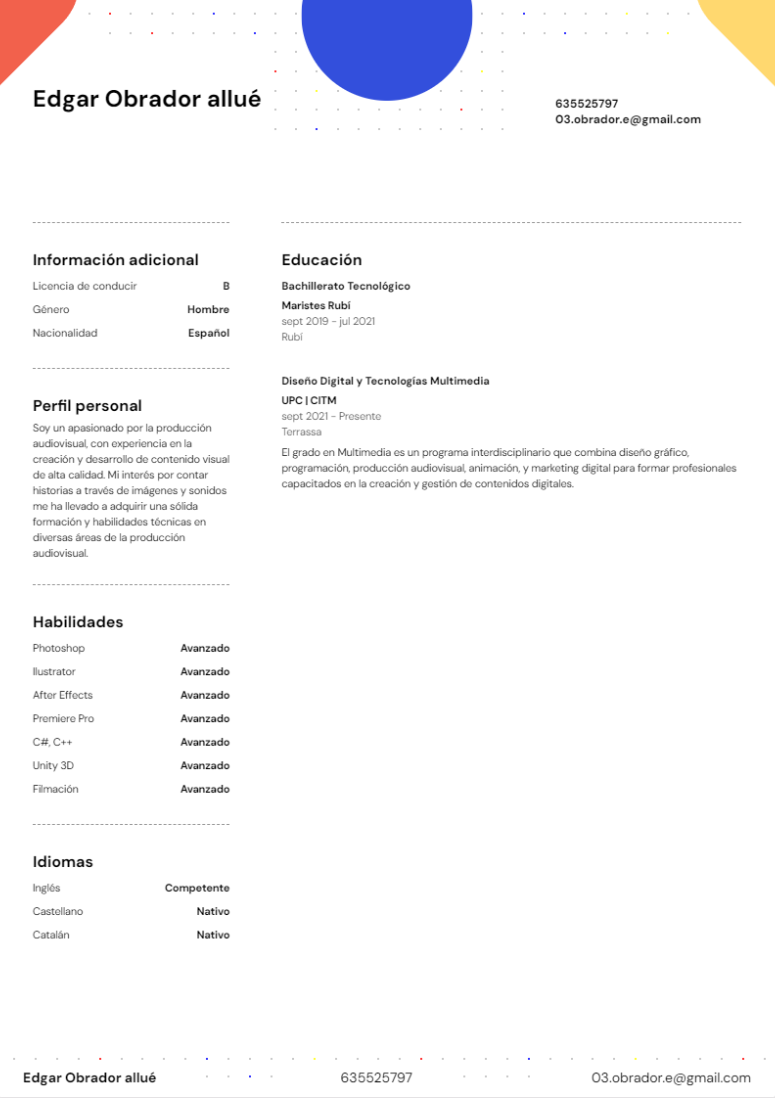 Edgar Obrador allué
635525797
03.obrador.e@gmail.com
Información adicional
Licencia de conducir B
Género Hombre
Nacionalidad Español
Perfil personal
Soy un apasionado por la producción
audiovisual, con experiencia en la
creación y desarrollo de contenido visual
de alta calidad. Mi interés por contar
historias a través de imágenes y sonidos
me ha llevado a adquirir una sólida
formación y habilidades técnicas en
diversas áreas de la producción
audiovisual.
Habilidades
Photoshop Avanzado
Ilustrator Avanzado
After Effects Avanzado
Premiere Pro Avanzado
C#, C++ Avanzado
Unity 3D Avanzado
Filmación Avanzado
Idiomas
Inglés Competente
Castellano Nativo
Catalán Nativo
Educación
Bachillerato Tecnológico
Maristes Rubí
sept 2019 - jul 2021
Rubí
Diseño Digital y Tecnologías Multimedia
UPC | CITM
sept 2021 - Presente
Terrassa
El grado en Multimedia es un programa interdisciplinario que combina diseño gráfico,
programación, producción audiovisual, animación, y marketing digital para formar profesionales
capacitados en la creación y gestión de contenidos digitales.
Edgar Obrador allué 635525797 03.obrador.e@gmail.com